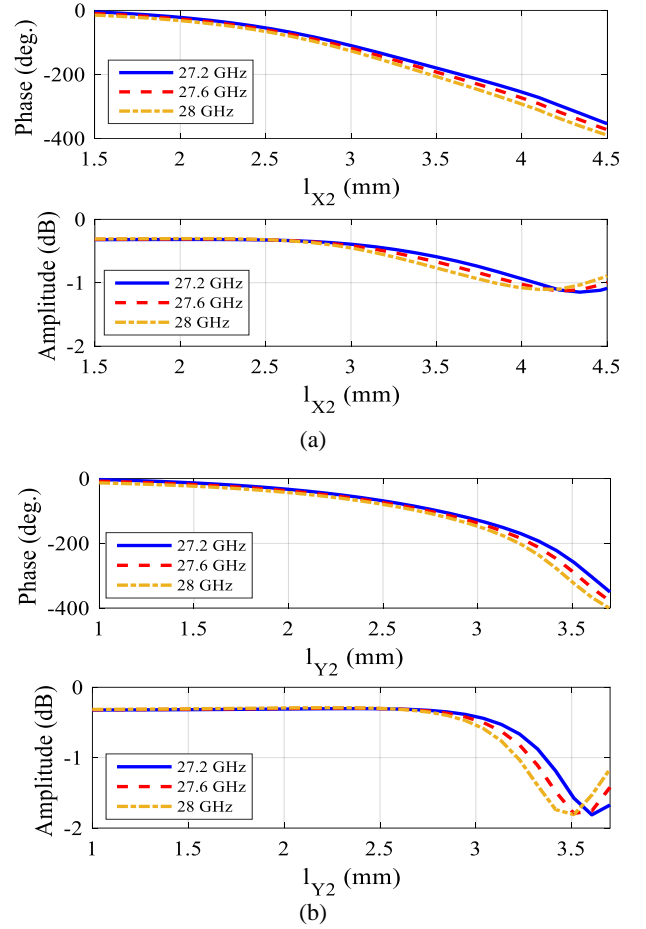 Phase (deg.)
0
-200
-400
27.2 GHz
27.6 GHz
28 GHz
1.5 2 2.5 3 3.5 4 4.5
l_X2 (mm)
Amplitude (dB)
0
-1
-2
27.2 GHz
27.6 GHz
28 GHz
1.5 2 2.5 3 3.5 4 4.5
l_X2 (mm)
(a)
Phase (deg.)
0
-200
-400
27.2 GHz
27.6 GHz
28 GHz
1 1.5 2 2.5 3 3.5
l_Y2 (mm)
Amplitude (dB)
0
-1
-2
27.2 GHz
27.6 GHz
28 GHz
1 1.5 2 2.5 3 3.5
l_Y2 (mm)
(b)